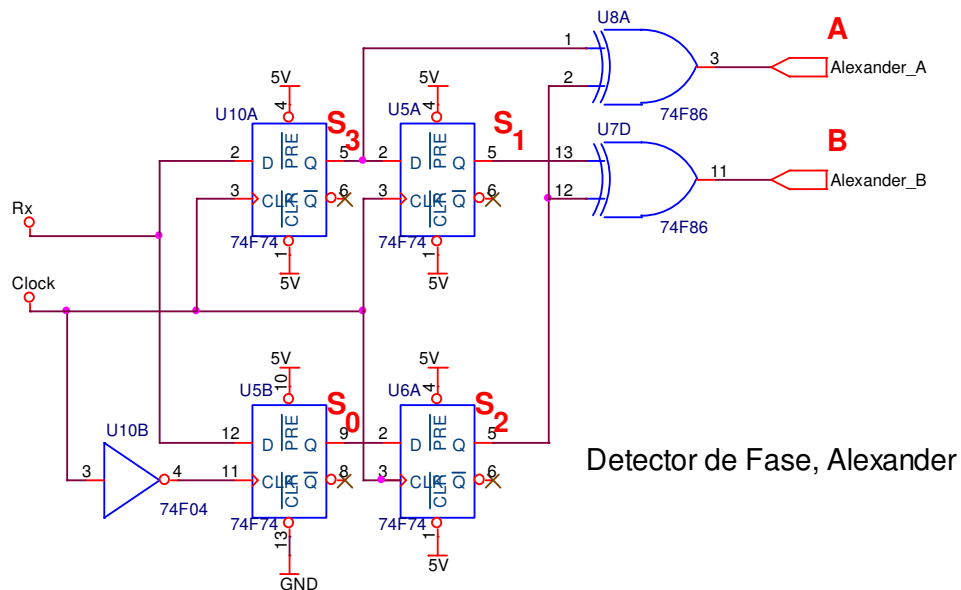 U8A
A
1
3
Alexander_A
2
74F86
5V
4
U10A
S3
2 D PRE Q 5
3 CLK Q 6
CLR
74F74
1
5V
5V
4
U5A
S1
2 D PRE Q 5
3 CLK Q 6
CLR
74F74
1
5V
U7D
B
13
11
Alexander_B
12
74F86
Rx
Clock
5V
10
U5B
S0
12 D PRE Q 9
11 CLK Q 8
CLR
74F74
13
GND
5V
4
U6A
S2
2 D PRE Q 5
3 CLK Q 6
CLR
74F74
1
5V
U10B
3
4
74F04
Detector de Fase, Alexander